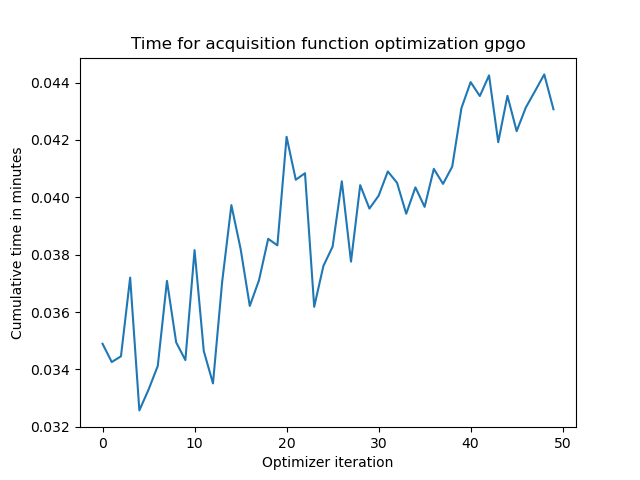 Time for acquisition function optimization gpgo
0.044
0.042
0.040
0.038
0.036
0.034
0.032
Cumulative time in minutes
0 10 20 30 40 50
Optimizer iteration